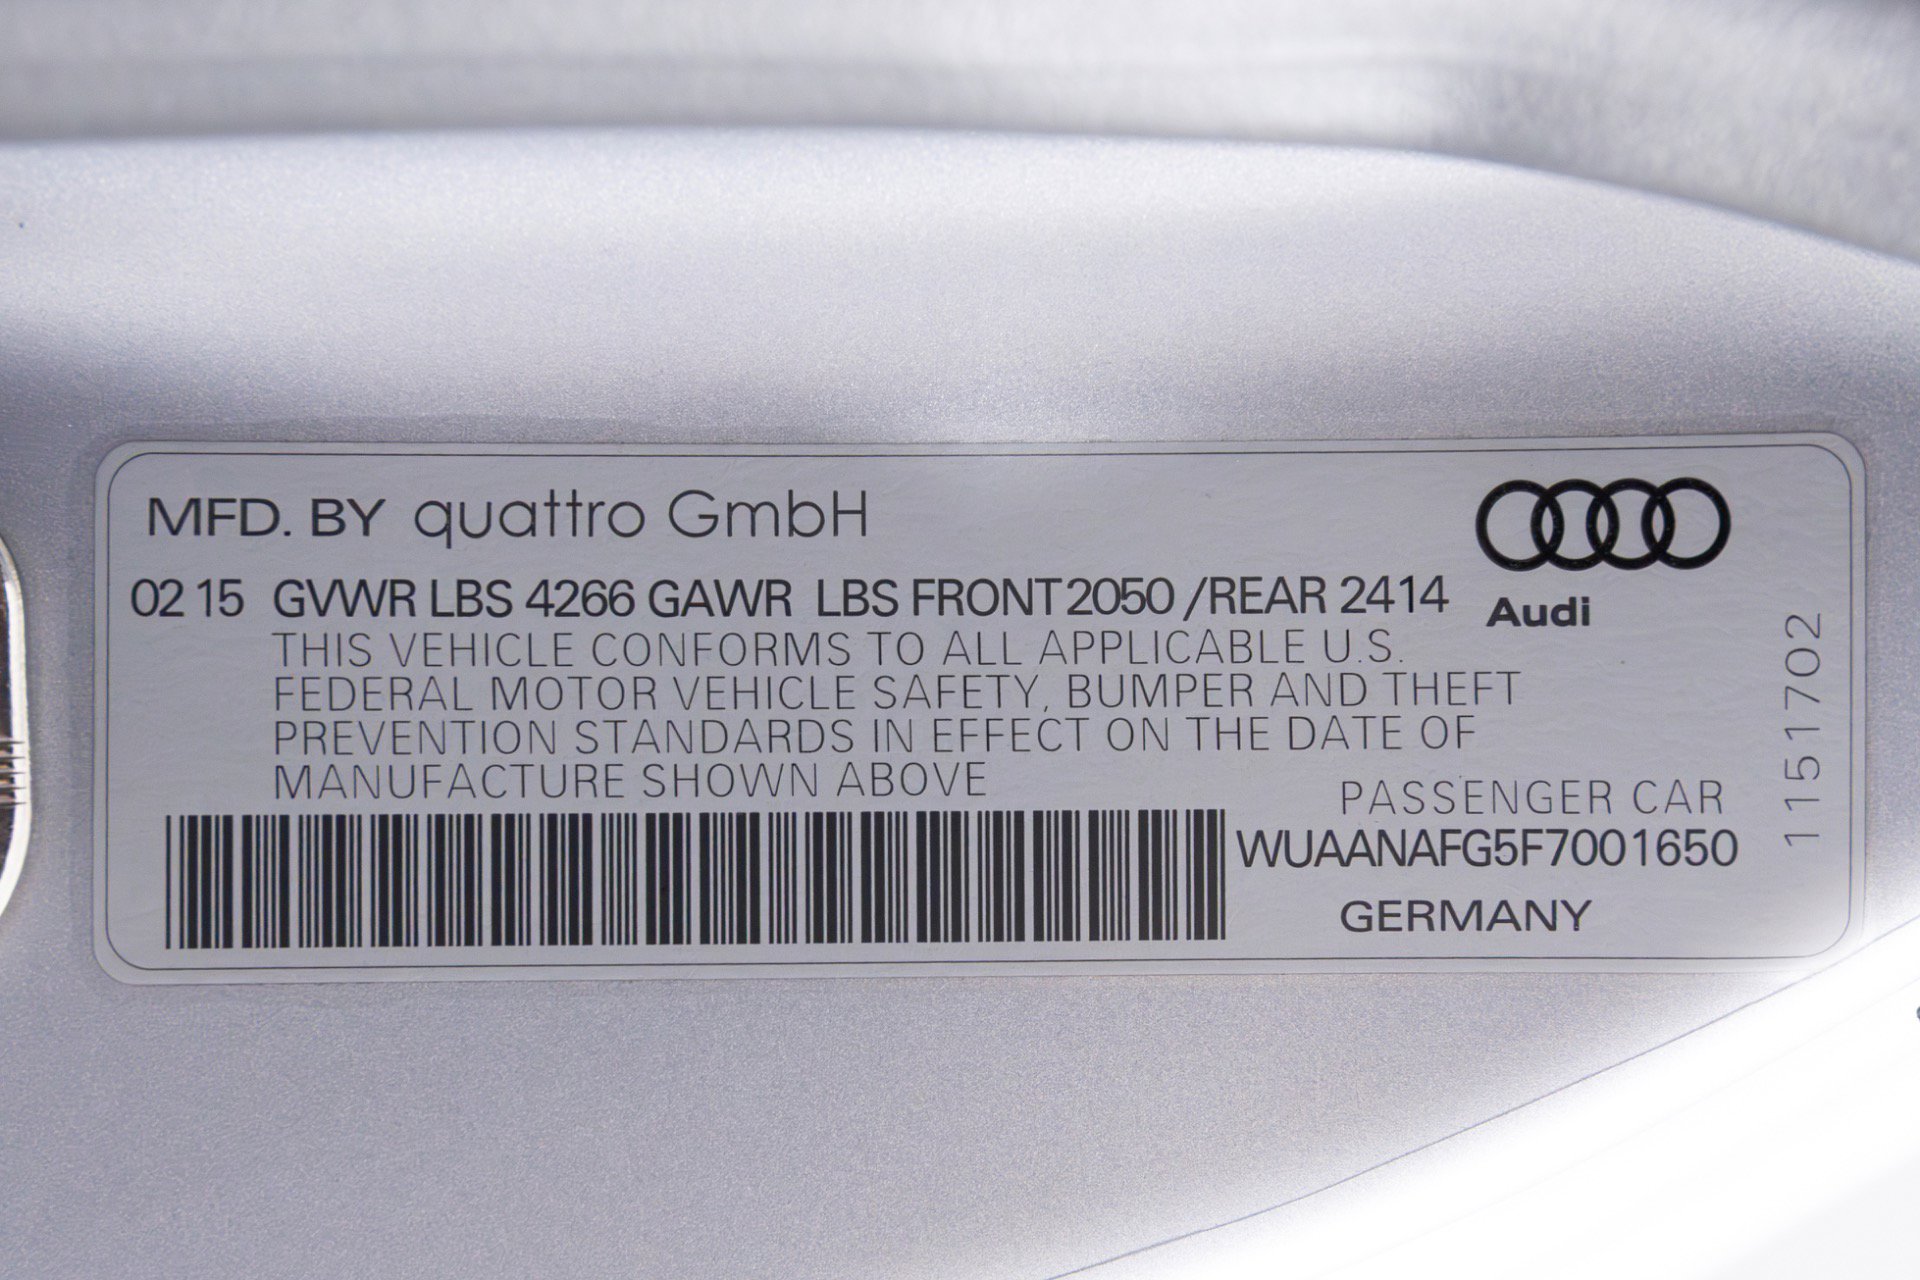 MFD. BY quattro GmbH
02 15 GVWR LBS 4266 GAWR LBS FRONT 2050 /REAR 2414
Audi
THIS VEHICLE CONFORMS TO ALL APPLICABLE U.S.
FEDERAL MOTOR VEHICLE SAFETY, BUMPER AND THEFT
PREVENTION STANDARDS IN EFFECT ON THE DATE OF
MANUFACTURE SHOWN ABOVE
PASSENGER CAR
WUAANAFG5F7001650
GERMANY
1151702